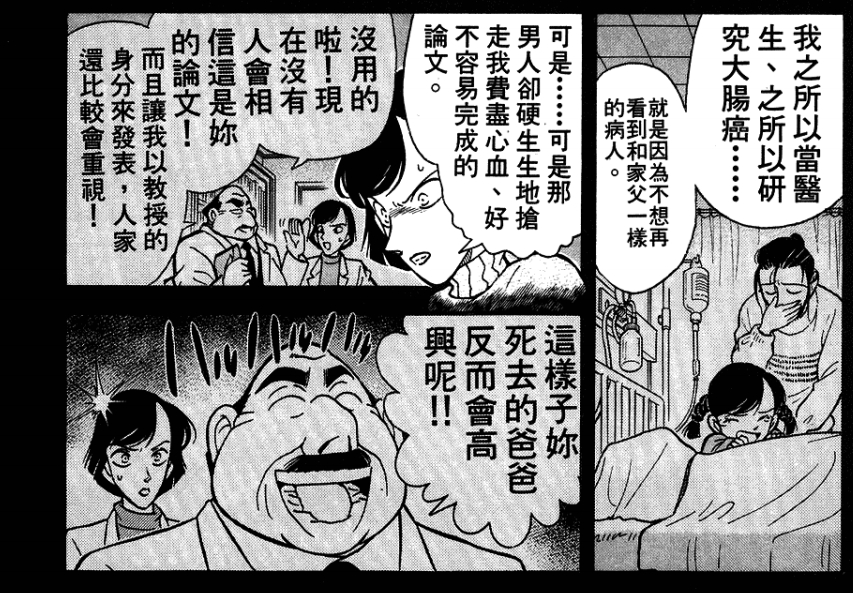 我之所以當醫
生、之所以研
究大腸癌……
就是因為不想再
看到和家父一樣
的病人。
可是……可是那
男人卻硬生生地搶
走我費盡心血、好
不容易完成的
論文。
沒用的
啦！現
在沒有
人會相
信這是妳
的論文！
而且讓我以教授的
身分來發表，人家
還比較會重視！
這樣子妳
死去的爸爸
反而會高
興呢！！